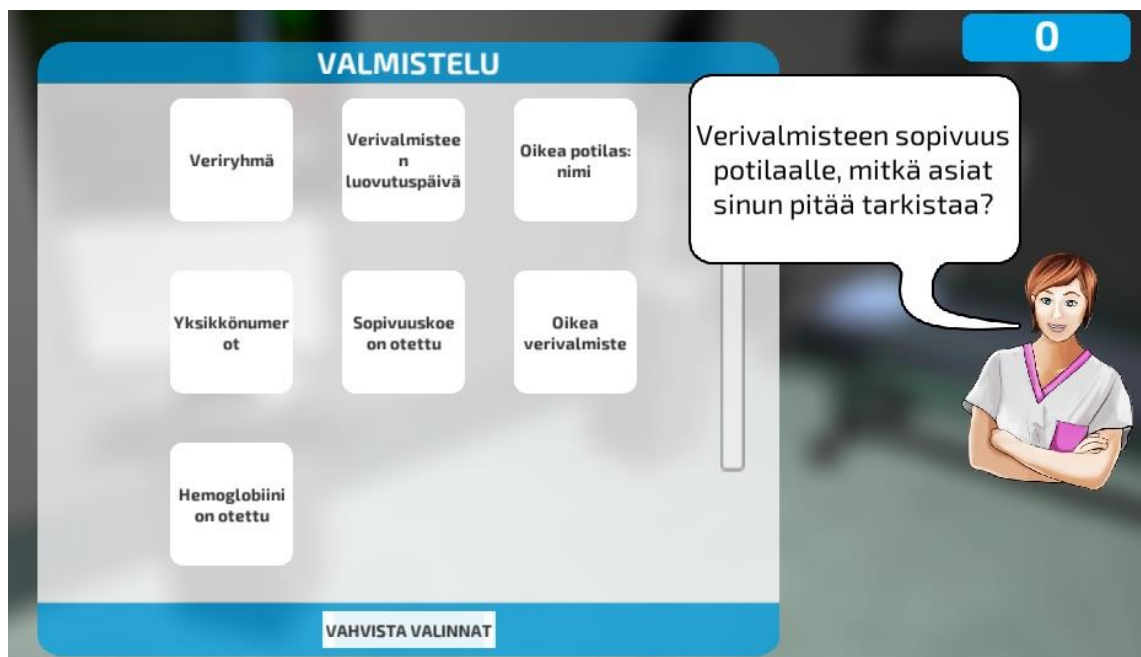 0
VALMISTELU
Verivalmisteen sopivuus
potilaalle, mitkä asiat
sinun pitää tarkistaa?
Veriryhmä
Verivalmistee
n
luovutuspäivä
Oikea potilas:
nimi
Yksikkönumer
ot
Sopivuuskoe
on otettu
Oikea
verivalmiste
Hemoglobiini
on otettu
VAHVISTA VALINNAT